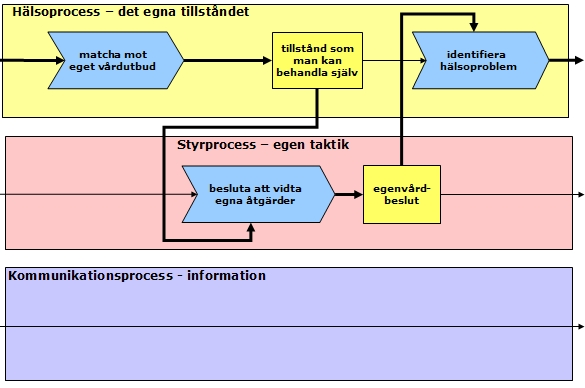 Hälsoprocess – det egna tillståndet
matcha mot
eget vårdutbud
tillstånd som
man kan
behandla själv
identifiera
hälsoproblem
Styrprocess – egen taktik
besluta att vidta
egna åtgärder
egenvård-
beslut
Kommunikationsprocess - information